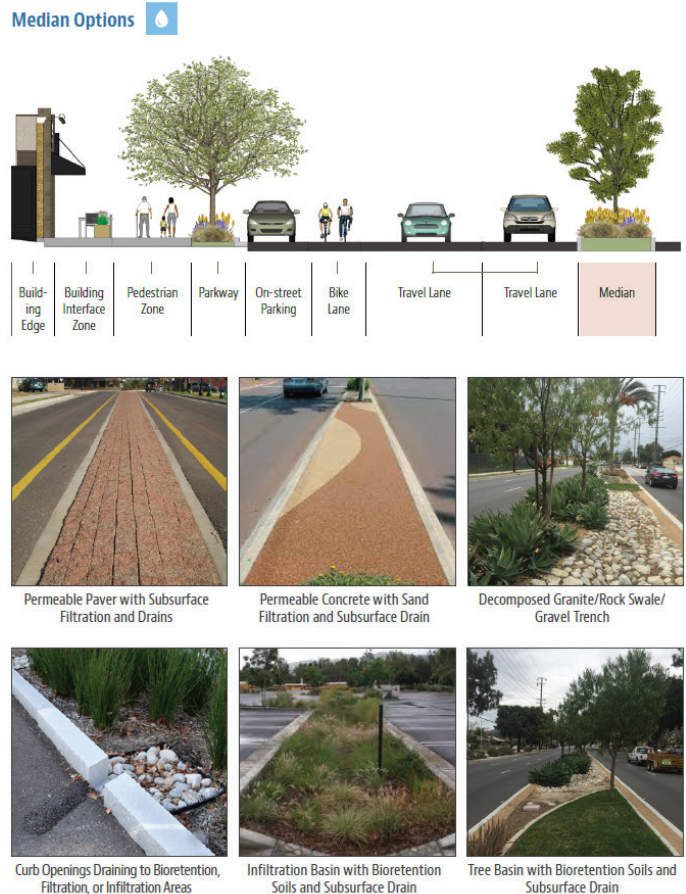 Median Options
Build-
ing
Edge
Building
Interface
Zone
Pedestrian
Zone
Parkway
On-street
Parking
Bike
Lane
Travel Lane
Travel Lane
Median
Permeable Paver with Subsurface
Filtration and Drains
Permeable Concrete with Sand
Filtration and Subsurface Drain
Decomposed Granite/Rock Swale/
Gravel Trench
Curb Openings Draining to Bioretention,
Filtration, or Infiltration Areas
Infiltration Basin with Bioretention
Soils and Subsurface Drain
Tree Basin with Bioretention Soils and
Subsurface Drain